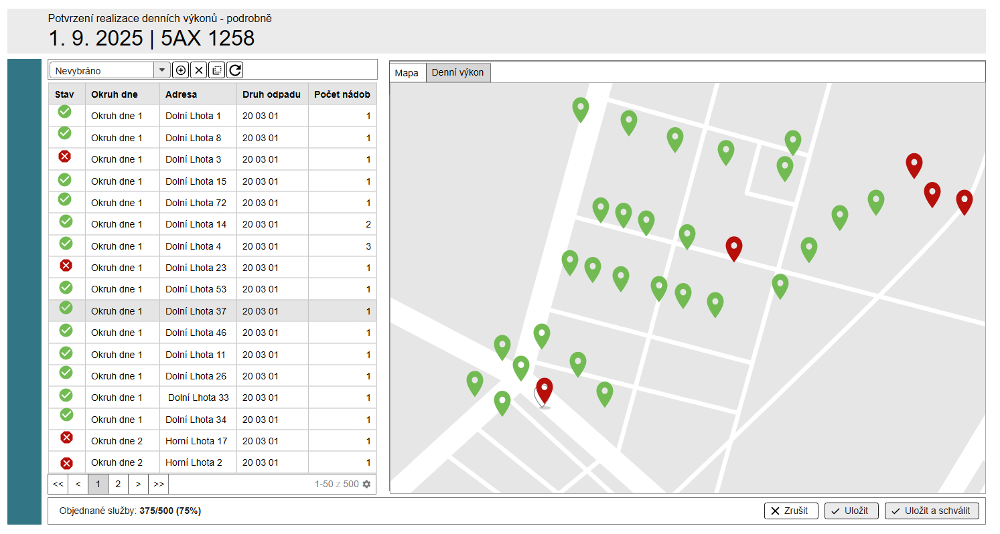 Potvrzení realizace denních výkonů - podrobně
1. 9. 2025 | 5AX 1258
Nevybráno
Stav Okruh dne Adresa Druh odpadu Počet nádob
Okruh dne 1 Dolní Lhota 1 20 03 01 1
Okruh dne 1 Dolní Lhota 8 20 03 01 1
Okruh dne 1 Dolní Lhota 3 20 03 01 1
Okruh dne 1 Dolní Lhota 15 20 03 01 1
Okruh dne 1 Dolní Lhota 72 20 03 01 1
Okruh dne 1 Dolní Lhota 14 20 03 01 2
Okruh dne 1 Dolní Lhota 4 20 03 01 3
Okruh dne 1 Dolní Lhota 23 20 03 01 1
Okruh dne 1 Dolní Lhota 53 20 03 01 1
Okruh dne 1 Dolní Lhota 37 20 03 01 1
Okruh dne 1 Dolní Lhota 46 20 03 01 1
Okruh dne 1 Dolní Lhota 11 20 03 01 1
Okruh dne 1 Dolní Lhota 26 20 03 01 1
Okruh dne 1 Dolní Lhota 33 20 03 01 1
Okruh dne 1 Dolní Lhota 34 20 03 01 1
Okruh dne 2 Horní Lhota 17 20 03 01 1
Okruh dne 2 Horní Lhota 2 20 03 01 1
<< < 1 2 > >> 1-50 z 500
Mapa Denní výkon
Objednané služby: 375/500 (75%)
Zrušit Uložit Uložit a schválit